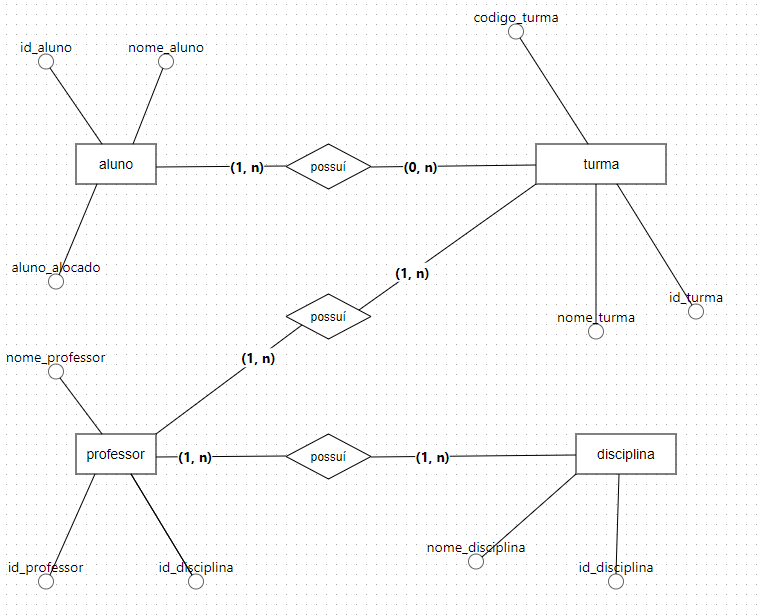 codigo_turma
id_aluno
nome_aluno
aluno
(1, n)
possuí
(0, n)
turma
aluno_alocado
(1, n)
id_turma
possuí
nome_turma
nome_professor
(1, n)
professor
(1, n)
possuí
(1, n)
disciplina
nome_disciplina
id_professor
id_disciplina
id_disciplina